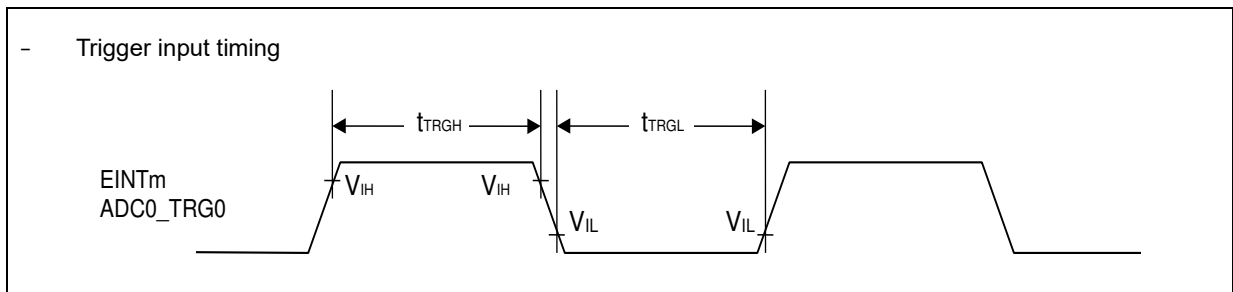 – Trigger input timing
tTRGH tTRGL
EINTm
ADC0_TRG0
VIH VIH
VIL VIL